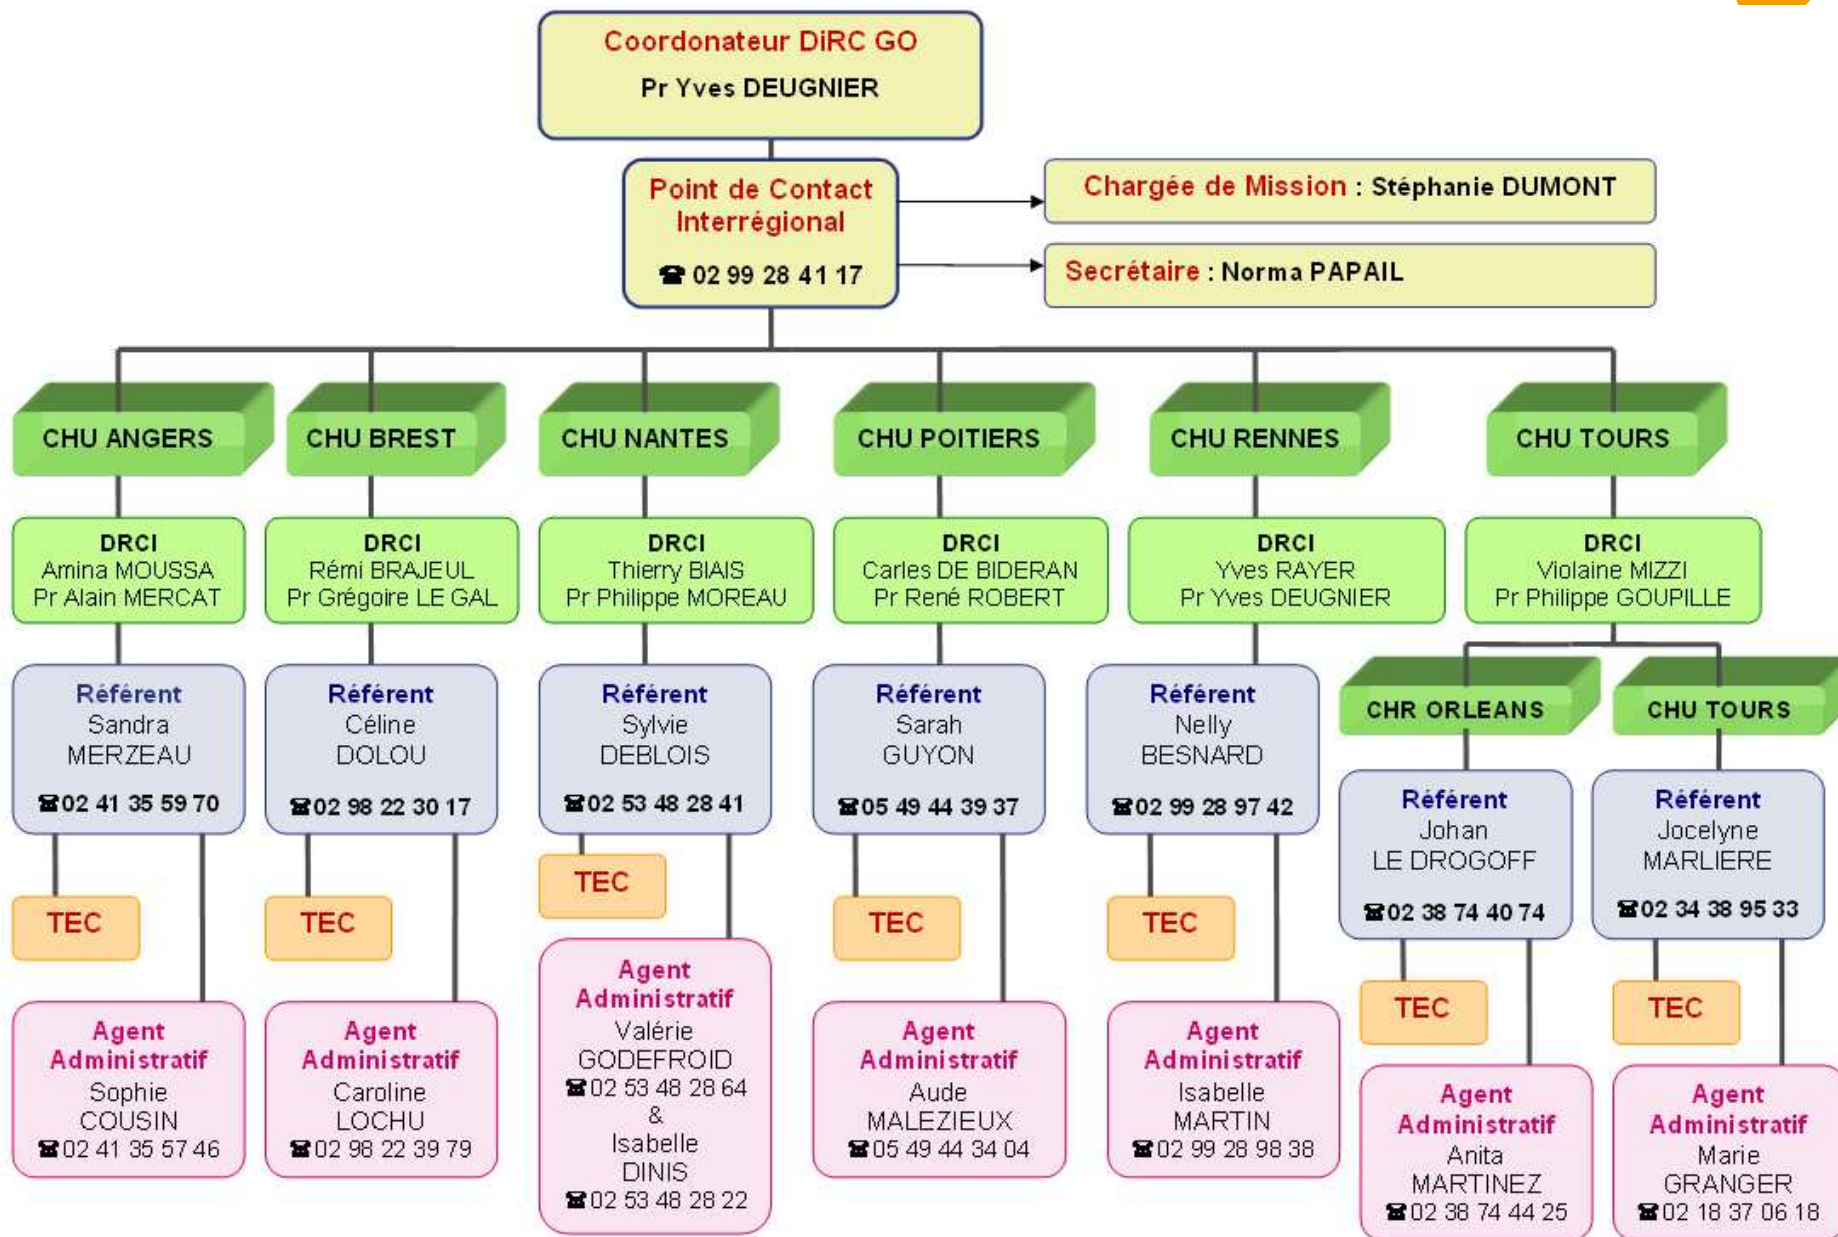 Coordonateur DiRC GO
Pr Yves DEUGNIER
Point de Contact
Interrégional
☎ 02 99 28 41 17
Chargée de Mission : Stéphanie DUMONT
Secrétaire : Norma PAPAIL
CHU ANGERS
DRCI
Amina MOUSSA
Pr Alain MERCAT
Référent
Sandra
MERZEAU
☎02 41 35 59 70
TEC
Agent
Administratif
Sophie
COUSIN
☎02 41 35 57 46
CHU BREST
DRCI
Rémi BRAJEUL
Pr Grégoire LE GAL
Référent
Céline
DOLOU
☎02 98 22 30 17
TEC
Agent
Administratif
Caroline
LOCHU
☎02 98 22 39 79
CHU NANTES
DRCI
Thierry BIAIS
Pr Philippe MOREAU
Référent
Sylvie
DEBLOIS
☎02 53 48 28 41
TEC
Agent
Administratif
Valérie
GODEFROID
☎02 53 48 28 64
&
Isabelle
DINIS
☎02 53 48 28 22
CHU POITIERS
DRCI
Carles DE BIDERAN
Pr René ROBERT
Référent
Sarah
GUYON
☎05 49 44 39 37
TEC
Agent
Administratif
Aude
MALEZIEUX
☎05 49 44 34 04
CHU RENNES
DRCI
Yves RAYER
Pr Yves DEUGNIER
Référent
Nelly
BESNARD
☎02 99 28 97 42
TEC
Agent
Administratif
Isabelle
MARTIN
☎02 99 28 98 38
CHU TOURS
DRCI
Violaine MIZZI
Pr Philippe GOUPILLE
CHR ORLEANS
Référent
Johan
LE DROGOFF
☎02 38 74 40 74
TEC
Agent
Administratif
Anita
MARTINEZ
☎02 38 74 44 25
CHU TOURS
Référent
Jocelyne
MARLIERE
☎02 34 38 95 33
TEC
Agent
Administratif
Marie
GRANGER
☎02 18 37 06 18